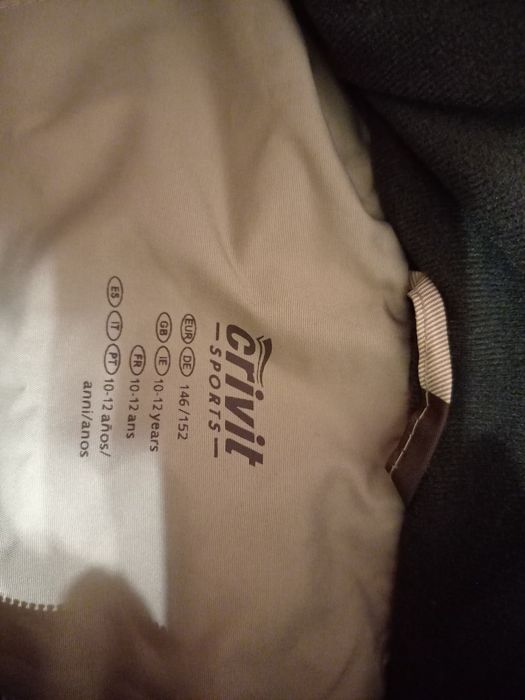 crivit
SPORTS
EUR DE 146/152
GB IE 10-12 years
FR 10-12 ans
ES IT PT 10-12 años/
anni/anos